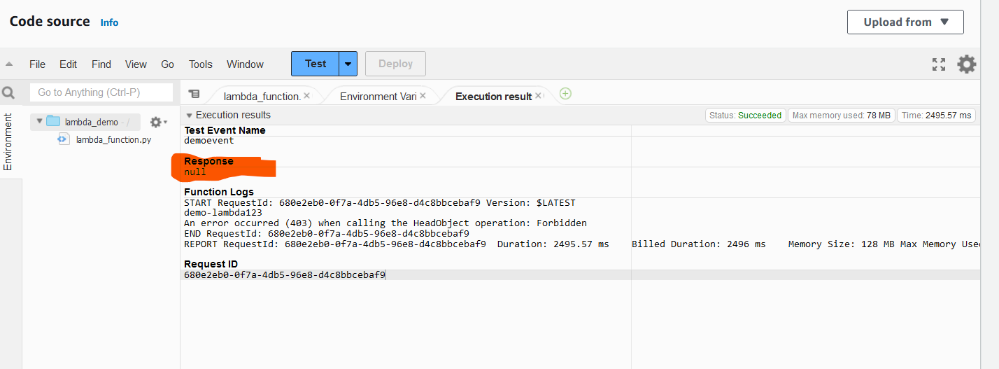 Code source Info
Upload from
File Edit Find View Go Tools Window Test Deploy
Go to Anything (Ctrl-P)
lambda_function. Environment Vari Execution result
Environment
lambda_demo - /
lambda_function.py
Execution results
Status: Succeeded Max memory used: 78 MB Time: 2495.57 ms
Test Event Name
demoevent
Response
null
Function Logs
START RequestId: 680e2eb0-0f7a-4db5-96e8-d4c8bbcebaf9 Version: $LATEST
demo-lambda123
An error occurred (403) when calling the HeadObject operation: Forbidden
END RequestId: 680e2eb0-0f7a-4db5-96e8-d4c8bbcebaf9
REPORT RequestId: 680e2eb0-0f7a-4db5-96e8-d4c8bbcebaf9 Duration: 2495.57 ms Billed Duration: 2496 ms Memory Size: 128 MB Max Memory Use
Request ID
680e2eb0-0f7a-4db5-96e8-d4c8bbcebaf9